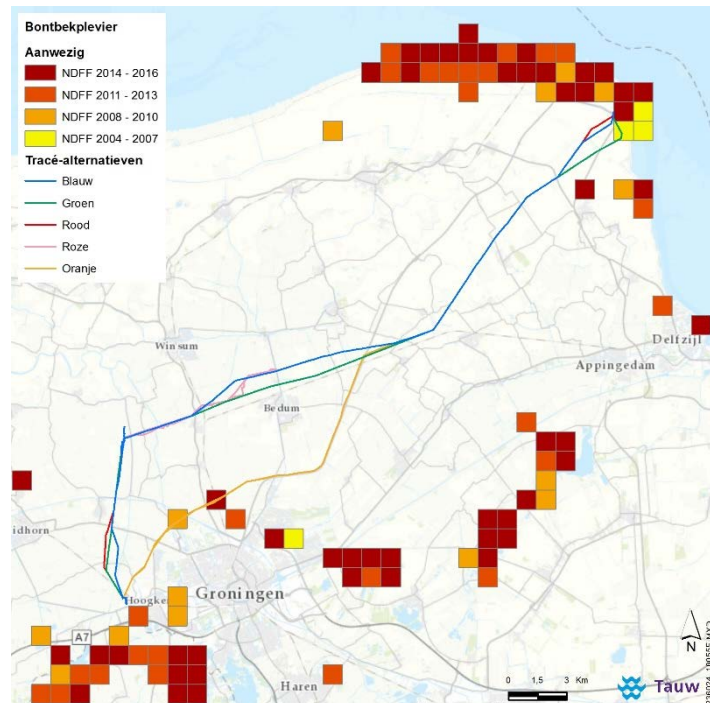 Bontbekplevier
Aanwezig
NDFF 2014 - 2016
NDFF 2011 - 2013
NDFF 2008 - 2010
NDFF 2004 - 2007
Tracé-alternatieven
Blauw
Groen
Rood
Roze
Oranje
Winsum
Bedum
Delfzijl
Appingedam
idhorn
Hoogke
Groningen
A7
Haren
N
0 1,5 3 Km
Tauw